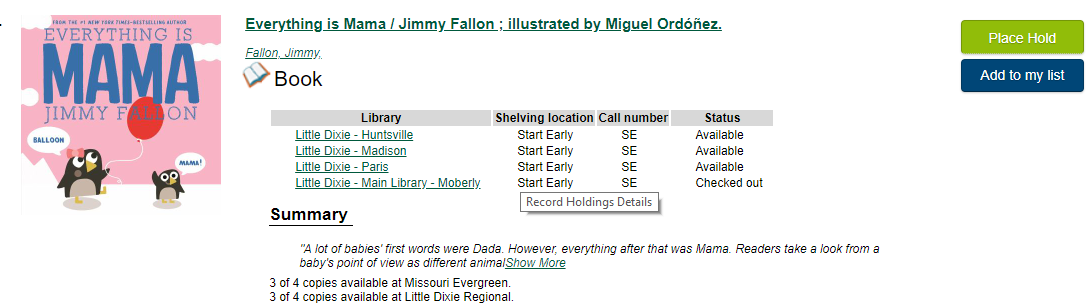 FROM THE #1 NEW YORK TIMES-BESTSELLING AUTHOR
EVERYTHING IS
MAMA
JIMMY FALLON
BALLOON
MAMA!
Everything is Mama / Jimmy Fallon ; illustrated by Miguel Ordóñez.
Fallon, Jimmy,
Book
Place Hold
Add to my list
Library Shelving location Call number Status
Little Dixie - Huntsville Start Early SE Available
Little Dixie - Madison Start Early SE Available
Little Dixie - Paris Start Early SE Available
Little Dixie - Main Library - Moberly Start Early SE Checked out
Record Holdings Details
Summary
"A lot of babies' first words were Dada. However, everything after that was Mama. Readers take a look from a
baby's point of view as different animalShow More
3 of 4 copies available at Missouri Evergreen.
3 of 4 copies available at Little Dixie Regional.